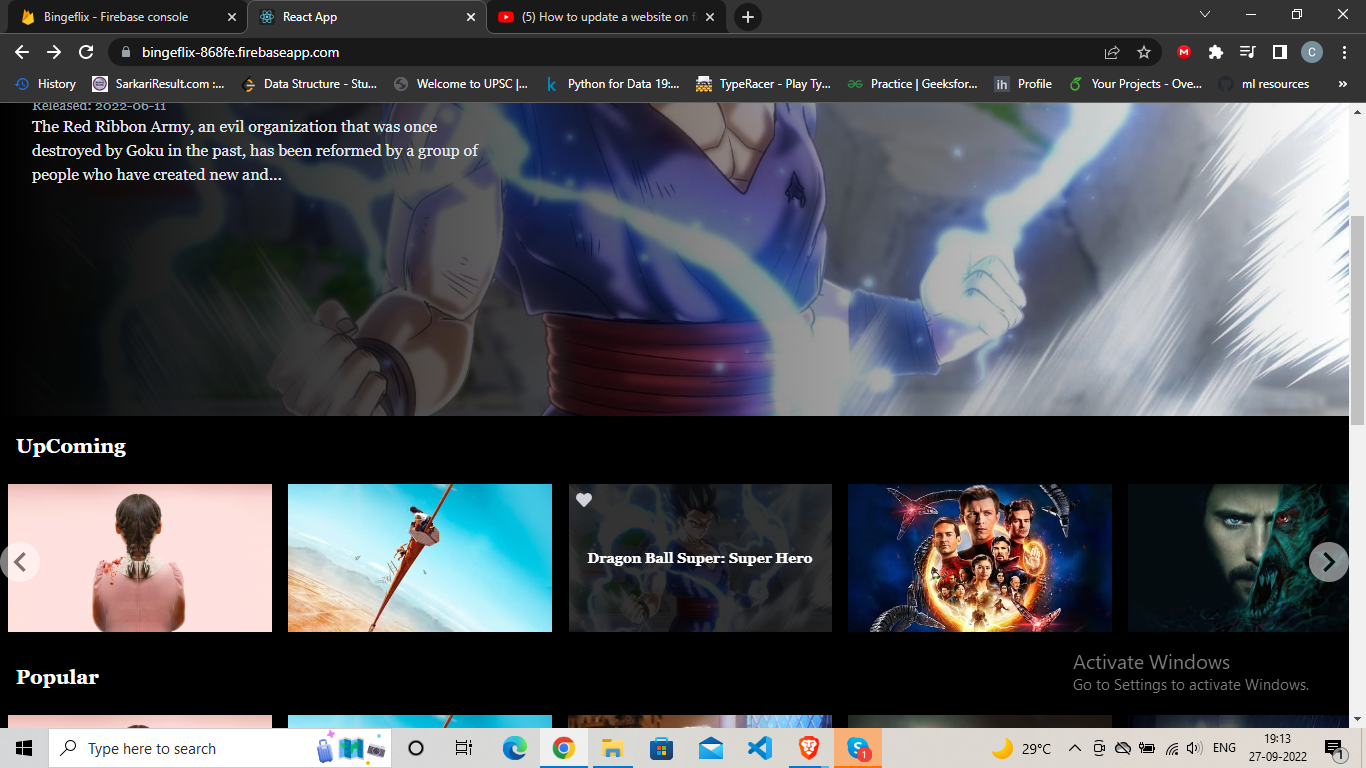 Bingeflix - Firebase console
React App
(5) How to update a website on f
bingeflix-868fe.firebaseapp.com
C
History
SarkariResult.com :...
Data Structure - Stu...
Welcome to UPSC |...
Python for Data 19:...
TypeRacer - Play Ty...
Practice | Geeksfor...
ih Profile
Your Projects - Ove...
ml resources
Released: 2022-06-11
The Red Ribbon Army, an evil organization that was once
destroyed by Goku in the past, has been reformed by a group of
people who have created new and...
UpComing
Dragon Ball Super: Super Hero
Popular
Activate Windows
Go to Settings to activate Windows.
Type here to search
1
29°C
ENG
19:13
27-09-2022
1